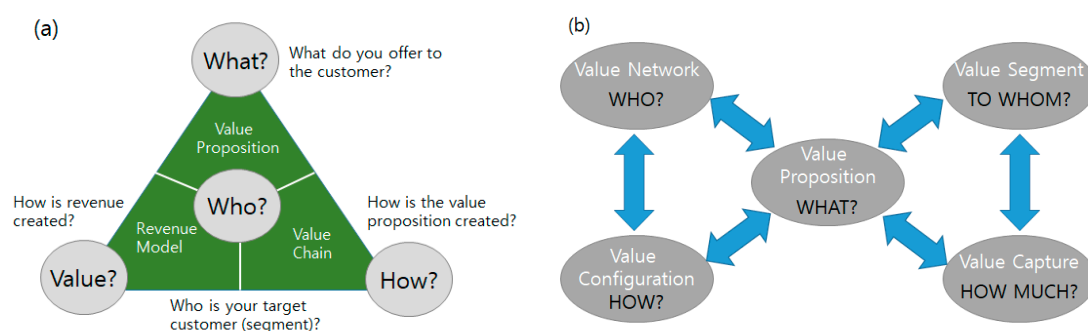 (a)
What?
What do you offer to
the customer?
Value
Proposition
Who?
How is revenue
created?
How is the value
proposition created?
Revenue
Model
Value
Chain
Value?
How?
Who is your target
customer (segment)?
(b)
Value Network
WHO?
Value Segment
TO WHOM?
Value
Proposition
WHAT?
Value
Configuration
HOW?
Value Capture
HOW MUCH?